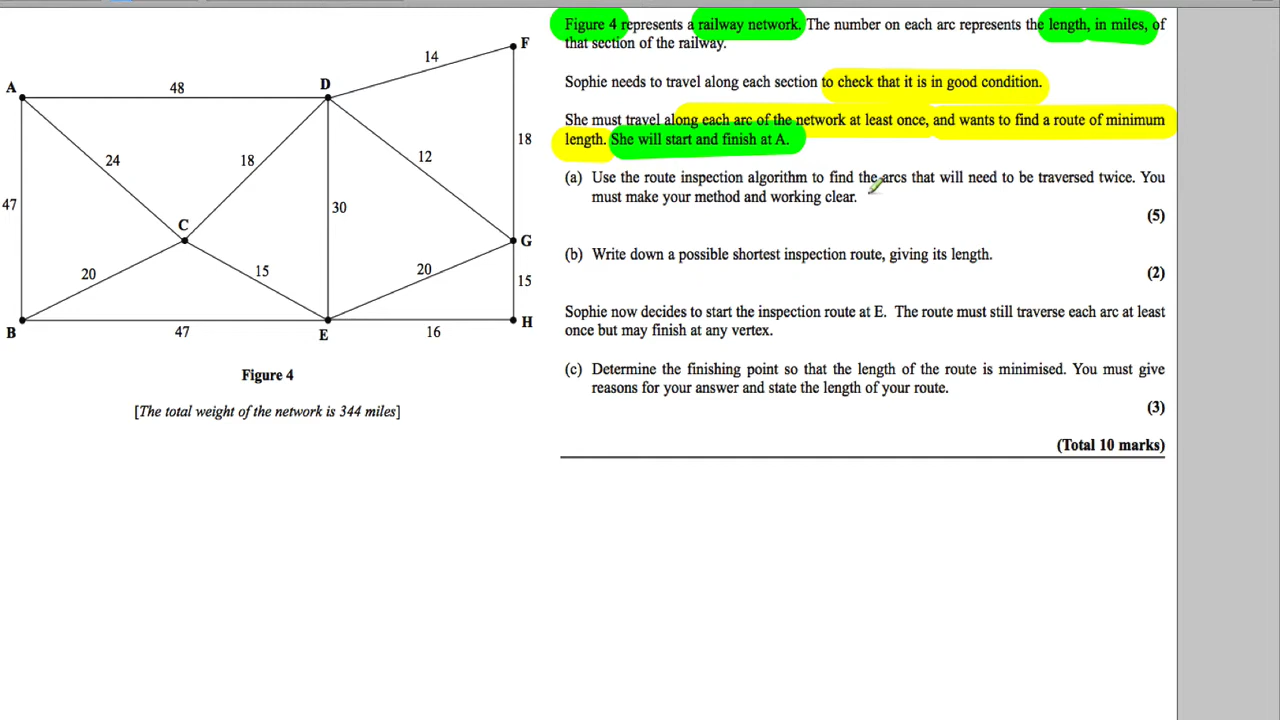 A
48
D
14
F
24
18
12
18
47
30
C
G
20
15
20
15
B
47
E
16
H
Figure 4
[The total weight of the network is 344 miles]
Figure 4 represents a railway network. The number on each arc represents the length, in miles, of
that section of the railway.
Sophie needs to travel along each section to check that it is in good condition.
She must travel along each arc of the network at least once, and wants to find a route of minimum
length. She will start and finish at A.
(a) Use the route inspection algorithm to find the arcs that will need to be traversed twice. You
must make your method and working clear.
(5)
(b) Write down a possible shortest inspection route, giving its length.
(2)
Sophie now decides to start the inspection route at E. The route must still traverse each arc at least
once but may finish at any vertex.
(c) Determine the finishing point so that the length of the route is minimised. You must give
reasons for your answer and state the length of your route.
(3)
(Total 10 marks)